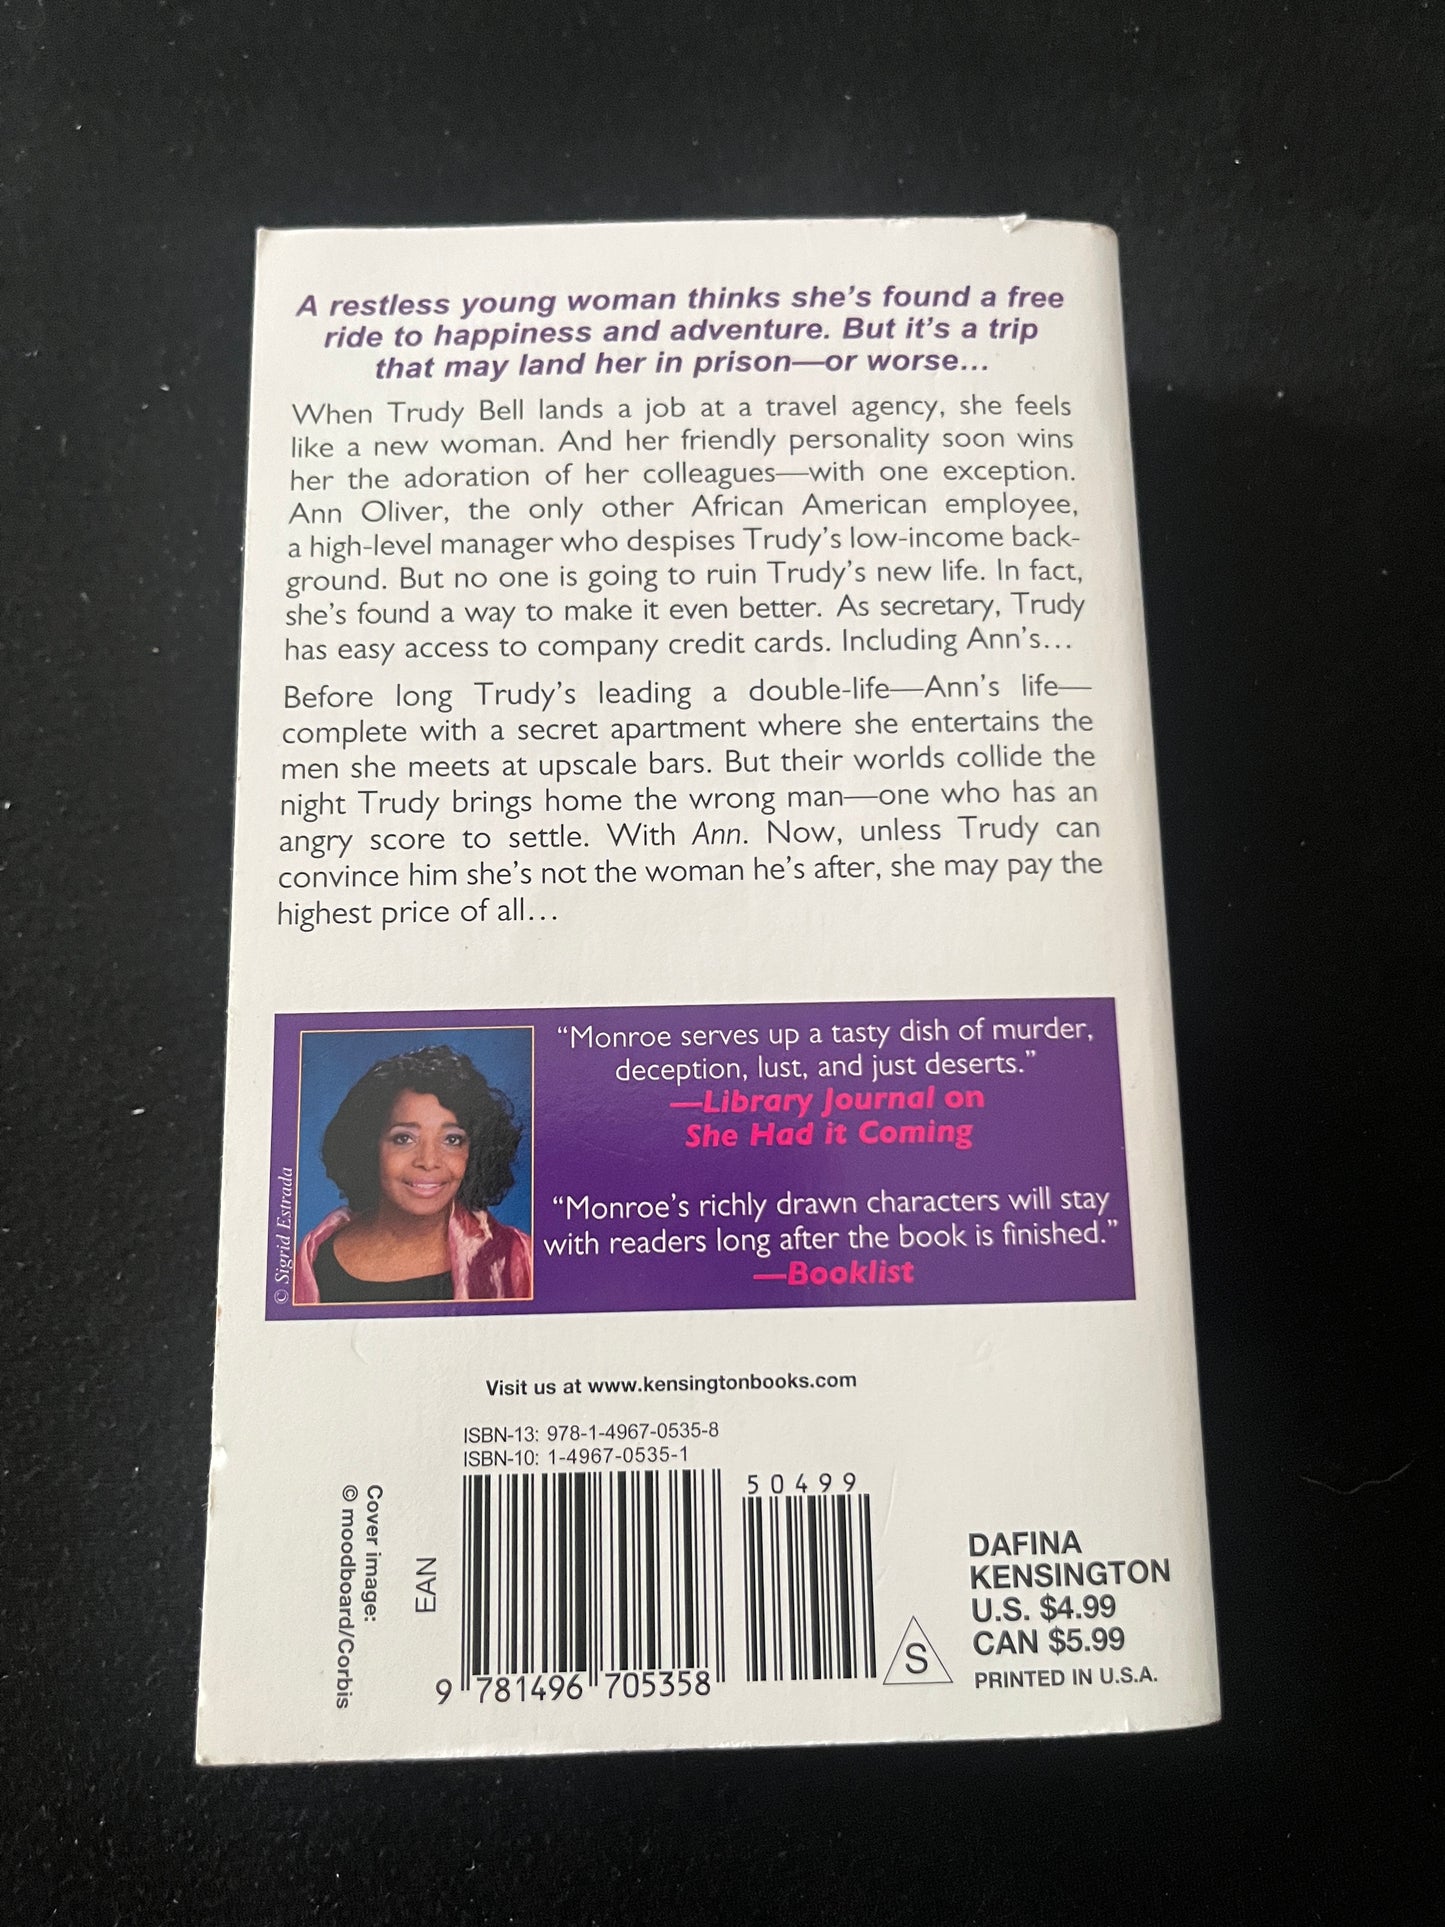 A restless young woman thinks she's found a free
ride to happiness and adventure. But it's a trip
that may land her in prison—or worse...
When Trudy Bell lands a job at a travel agency, she feels
like a new woman. And her friendly personality soon wins
her the adoration of her colleagues—with one exception.
Ann Oliver, the only other African American employee,
a high-level manager who despises Trudy's low-income back-
ground. But no one is going to ruin Trudy's new life. In fact,
she's found a way to make it even better. As secretary, Trudy
has easy access to company credit cards. Including Ann's...
Before long Trudy's leading a double-life—Ann's life—
complete with a secret apartment where she entertains the
men she meets at upscale bars. But their worlds collide the
night Trudy brings home the wrong man—one who has an
angry score to settle. With Ann. Now, unless Trudy can
convince him she's not the woman he's after, she may pay the
highest price of all...
© Sigrid Estrada
"Monroe serves up a tasty dish of murder,
deception, lust, and just deserts."
—Library Journal on
She Had it Coming
"Monroe's richly drawn characters will stay
with readers long after the book is finished."
—Booklist
Visit us at www.kensingtonbooks.com
ISBN-13: 978-1-4967-0535-8
ISBN-10: 1-4967-0535-1
50499
Cover image:
© moodboard/Corbis
EAN
9 781496 705358
S
DAFINA
KENSINGTON
U.S. $4.99
CAN $5.99
PRINTED IN U.S.A.